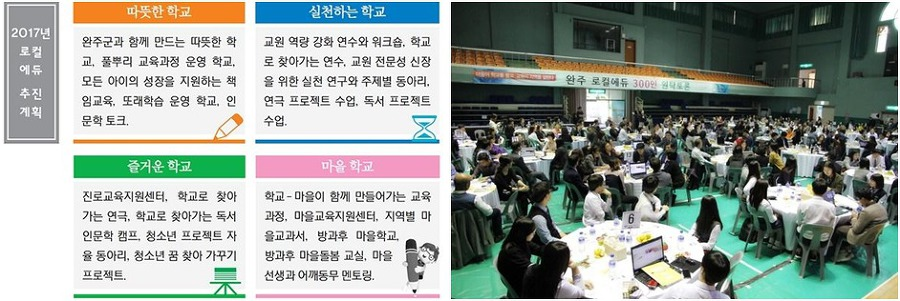 2017년
로컬
에듀
추진
계획
따뜻한 학교
완주군과 함께 만드는 따뜻한 학
교, 풀뿌리 교육과정 운영 학교,
모든 아이의 성장을 지원하는 책
임교육, 또래학습 운영 학교, 인
문학 토크.
실천하는 학교
교원 역량 강화 연수와 워크숍, 학교
로 찾아가는 연수, 교원 전문성 신장
을 위한 실천 연구와 주제별 동아리,
연극 프로젝트 수업, 독서 프로젝트
수업.
즐거운 학교
진로교육지원센터, 학교로 찾아
가는 연극, 학교로 찾아가는 독서
인문학 캠프, 청소년 프로젝트 자
율 동아리, 청소년 꿈 찾아 가꾸기
프로젝트.
마을 학교
학교-마을이 함께 만들어가는 교육
과정, 마을교육지원센터, 지역별 마
을교과서, 방과후 마을학교,
방과후 마을돌봄 교실, 마을
선생과 어깨동무 멘토링.
완주 로컬에듀 300인 원탁토론
6